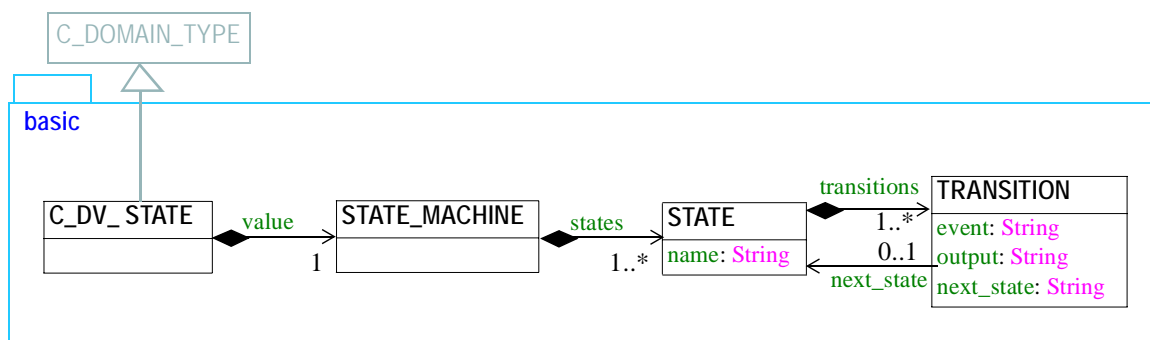 C_DOMAIN_TYPE
basic
C_DV_ STATE
value
1
STATE_MACHINE
states
1..*
STATE
name: String
transitions
1..*
0..1
next_state
TRANSITION
event: String
output: String
next_state: String